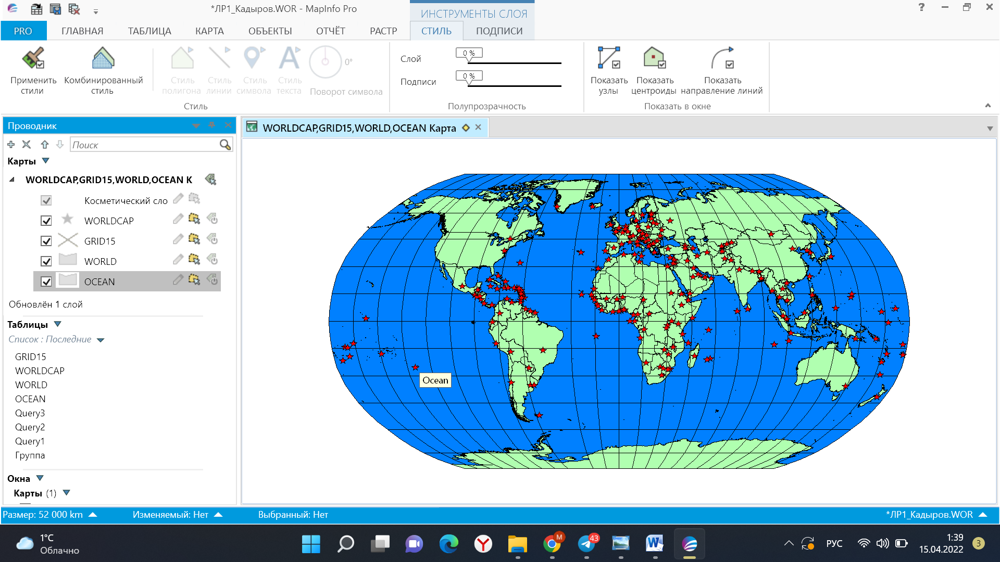 *ЛР1_Кадыров.WOR - MapInfo Pro
ИНСТРУМЕНТЫ СЛОЯ
PRO ГЛАВНАЯ ТАБЛИЦА КАРТА ОБЪЕКТЫ ОТЧЁТ РАСТР СТИЛЬ ПОДПИСИ
Применить стили
Комбинированный стиль
Стиль полигона
Стиль линии
Стиль символа
Стиль текста
0°
Поворот символа
Стиль
Слой 0 %
Подписи 0 %
Полупрозрачность
Показать узлы
Показать центроиды
Показать направление линий
Показать в окне
Проводник
Поиск
Карты
WORLDCAP,GRID15,WORLD,OCEAN К
Косметический сло
WORLDCAP
GRID15
WORLD
OCEAN
Обновлён 1 слой
Таблицы
Список : Последние
GRID15
WORLDCAP
WORLD
OCEAN
Query3
Query2
Query1
Группа
Окна
Карты (1)
WORLDCAP,GRID15,WORLD,OCEAN Карта
Ocean
Размер: 52 000 km Изменяемый: Нет Выбранный: Нет *ЛР1_Кадыров.WOR
1°C
Облачно
M
43
РУС
1:39
15.04.2022
3